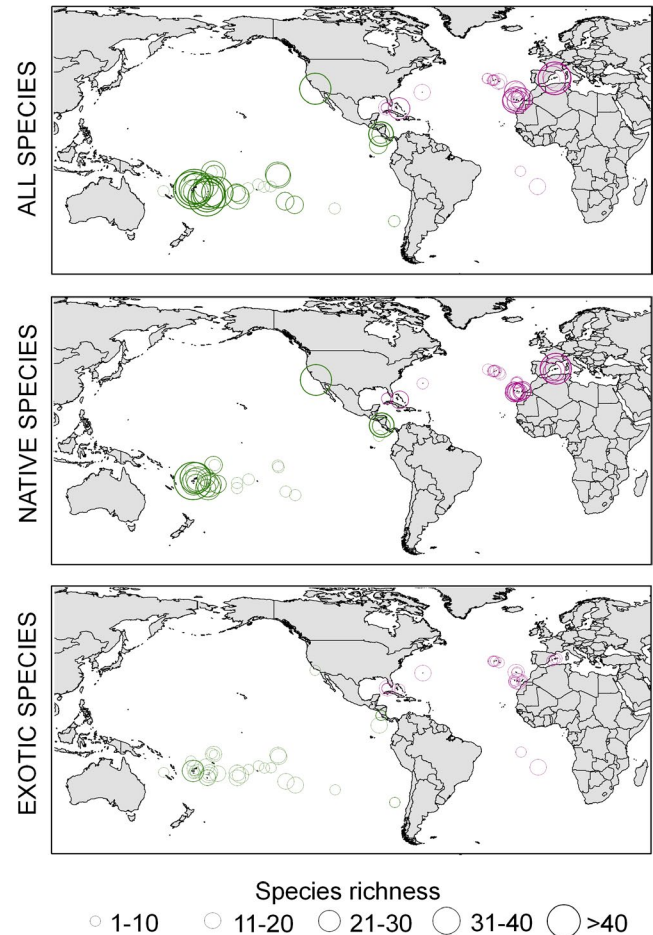 ALL SPECIES
NATIVE SPECIES
EXOTIC SPECIES
Species richness
1-10 11-20 21-30 31-40 >40